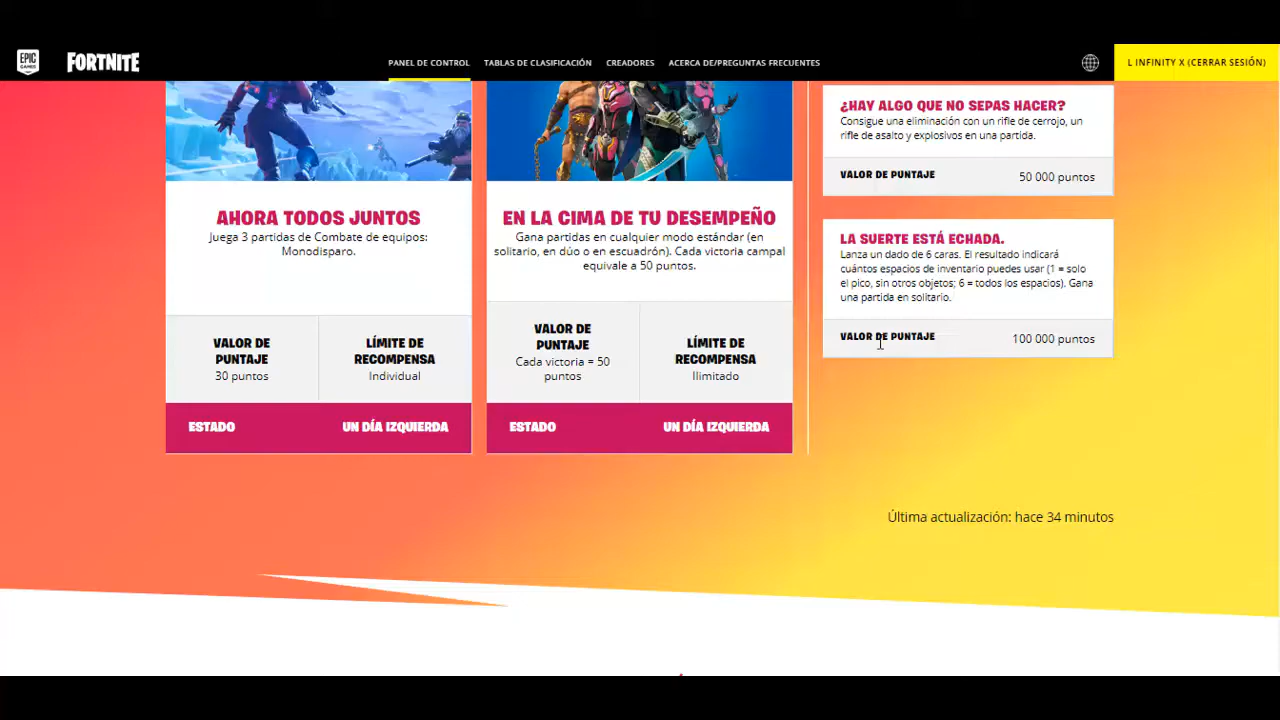 EPIC GAMES
FORTNITE
PANEL DE CONTROL
TABLAS DE CLASIFICACIÓN
CREADORES
ACERCA DE/PREGUNTAS FRECUENTES
L INFINITY X (CERRAR SESIÓN)
AHORA TODOS JUNTOS
Juega 3 partidas de Combate de equipos:
Monodisparo.
VALOR DE
PUNTAJE
30 puntos
LÍMITE DE
RECOMPENSA
Individual
ESTADO
UN DÍA IZQUIERDA
EN LA CIMA DE TU DESEMPEÑO
Gana partidas en cualquier modo estándar (en
solitario, en dúo o en escuadrón). Cada victoria campal
equivale a 50 puntos.
VALOR DE
PUNTAJE
Cada victoria = 50
puntos
LÍMITE DE
RECOMPENSA
Ilimitado
ESTADO
UN DÍA IZQUIERDA
¿HAY ALGO QUE NO SEPAS HACER?
Consigue una eliminación con un rifle de cerrojo, un
rifle de asalto y explosivos en una partida.
VALOR DE PUNTAJE
50 000 puntos
LA SUERTE ESTÁ ECHADA.
Lanza un dado de 6 caras. El resultado indicará
cuántos espacios de inventario puedes usar (1 = solo
el pico, sin otros objetos; 6 = todos los espacios). Gana
una partida en solitario.
VALOR DE PUNTAJE
100 000 puntos
Última actualización: hace 34 minutos